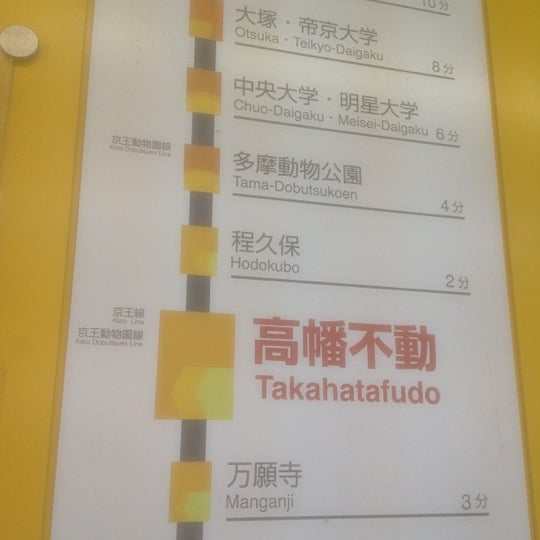 10分
大塚・帝京大学
Otsuka・Teikyo-Daigaku
8分
中央大学・明星大学
Chuo-Daigaku・Meisei-Daigaku 6分
京王動物園線
Keio Dobutsuen Line
多摩動物公園
Tama-Dobutsukoen
4分
程久保
Hodokubo
2分
京王線
Keio Line
京王動物園線
Keio Dobutsuen Line
高幡不動
Takahatafudo
万願寺
Manganji
3分